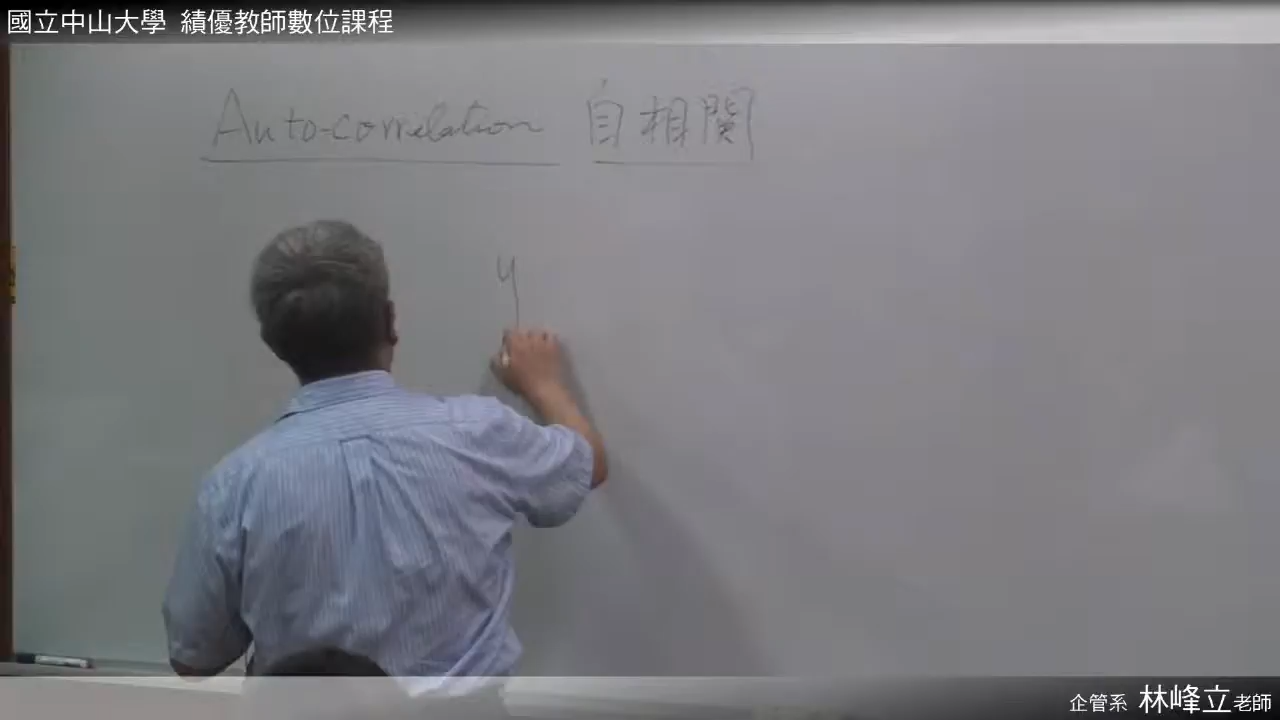 國立中山大學 績優教師數位課程
Auto-correlation 自相関
y
企管系 林峰立老師